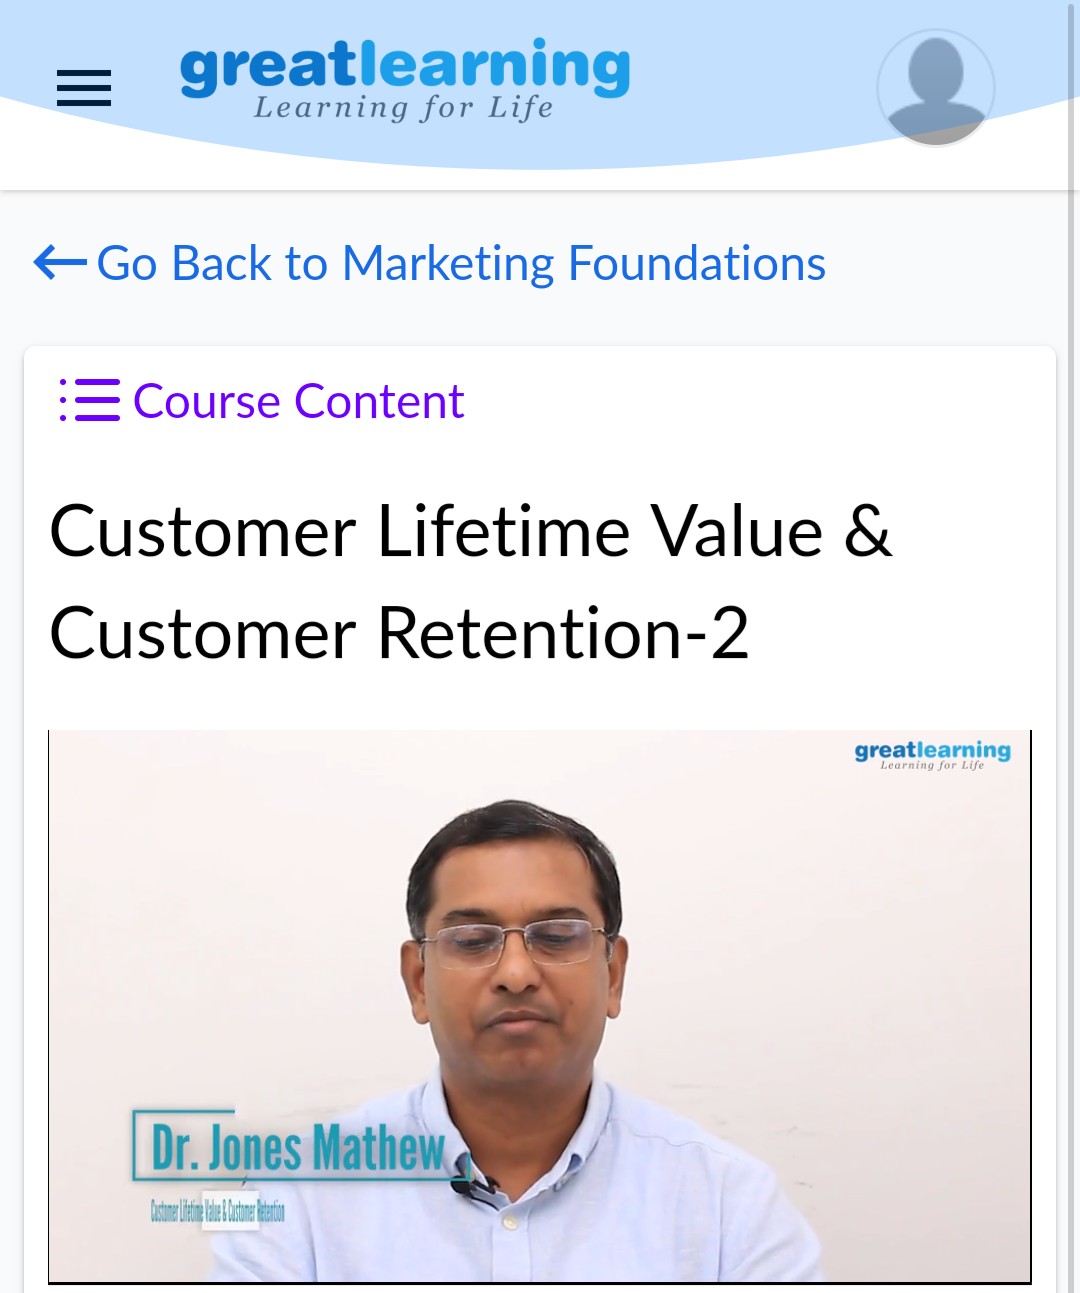 greatlearning
Learning for Life
Go Back to Marketing Foundations
Course Content
Customer Lifetime Value &
Customer Retention-2
greatlearning
Learning for Life
Dr. Jones Mathew
Customer Lifetime Value & Customer Retention